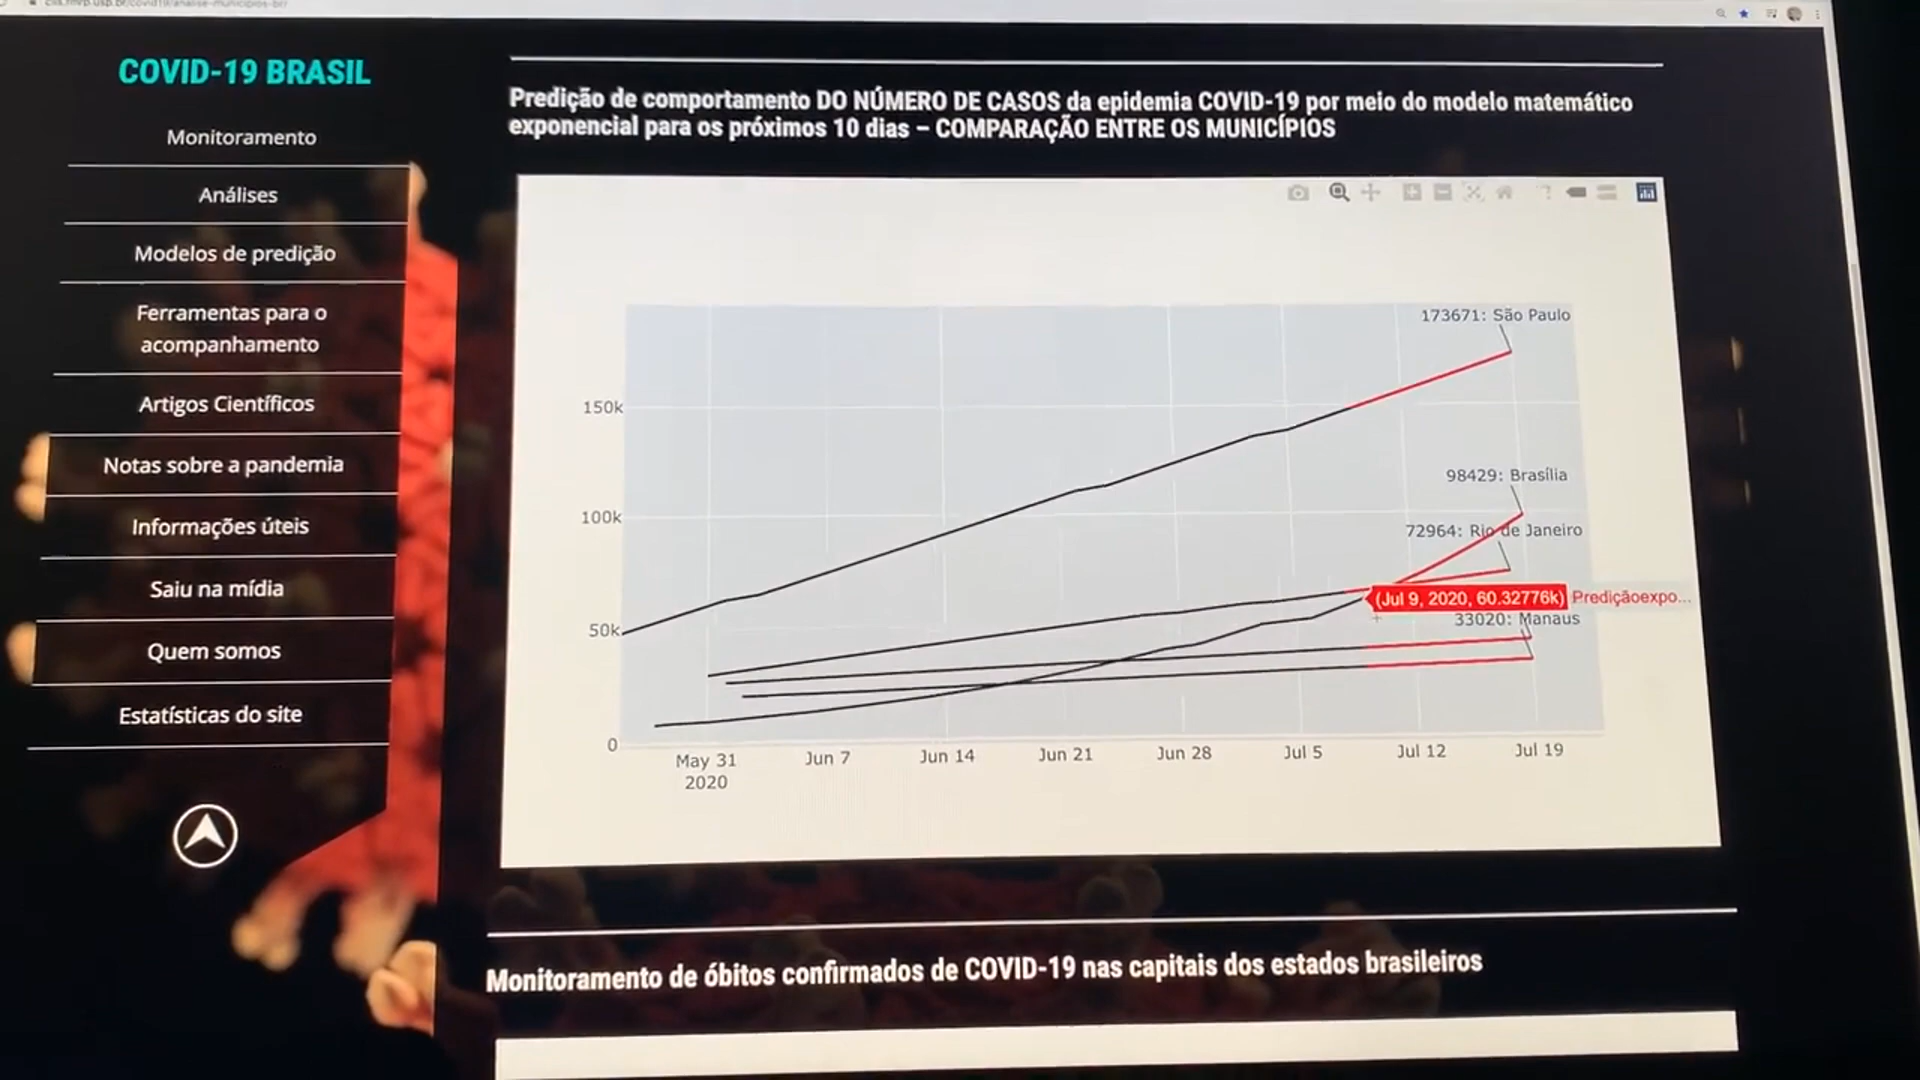 COVID-19 BRASIL
Monitoramento
Análises
Modelos de predição
Ferramentas para o
acompanhamento
Artigos Científicos
Notas sobre a pandemia
Informações úteis
Saiu na mídia
Quem somos
Estatísticas do site
Predição de comportamento DO NÚMERO DE CASOS da epidemia COVID-19 por meio do modelo matemático
exponencial para os próximos 10 dias – COMPARAÇÃO ENTRE OS MUNICÍPIOS
173671: São Paulo
150k
98429: Brasília
100k
72964: Rio de Janeiro
(Jul 9, 2020, 60.32776k) Prediçãoexpo...
50k
33020: Manaus
0
May 31 Jun 7 Jun 14 Jun 21 Jun 28 Jul 5 Jul 12 Jul 19
2020
Monitoramento de óbitos confirmados de COVID-19 nas capitais dos estados brasileiros